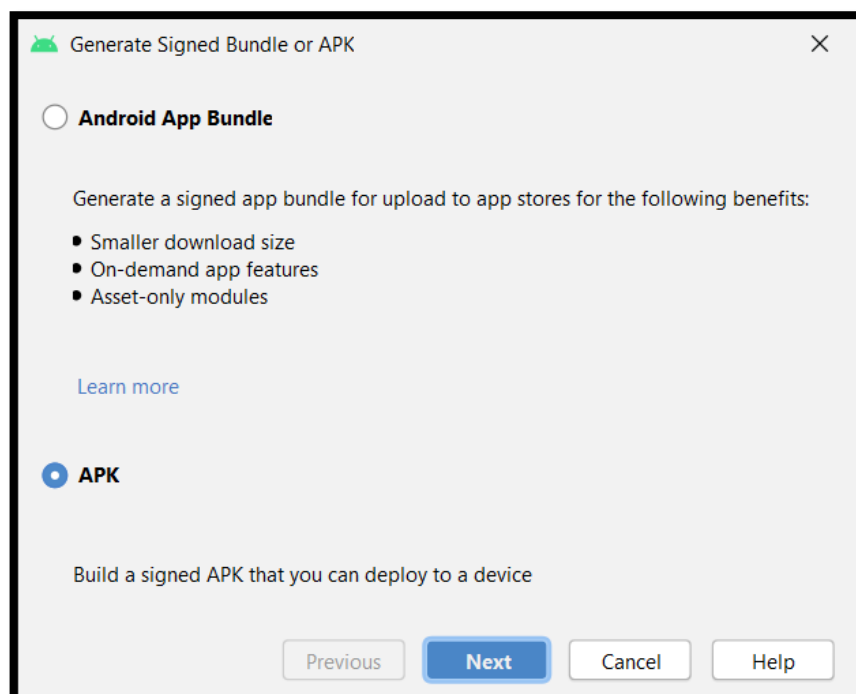 Generate Signed Bundle or APK
Android App Bundle
Generate a signed app bundle for upload to app stores for the following benefits:
• Smaller download size
• On-demand app features
• Asset-only modules
Learn more
APK
Build a signed APK that you can deploy to a device
Previous Next Cancel Help